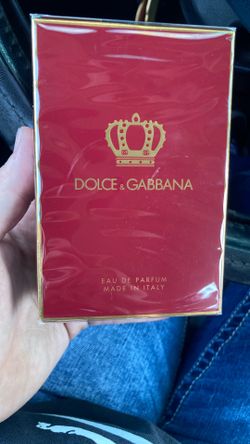 DOLCE & GABBANA
EAU DE PARFUM
MADE IN ITALY